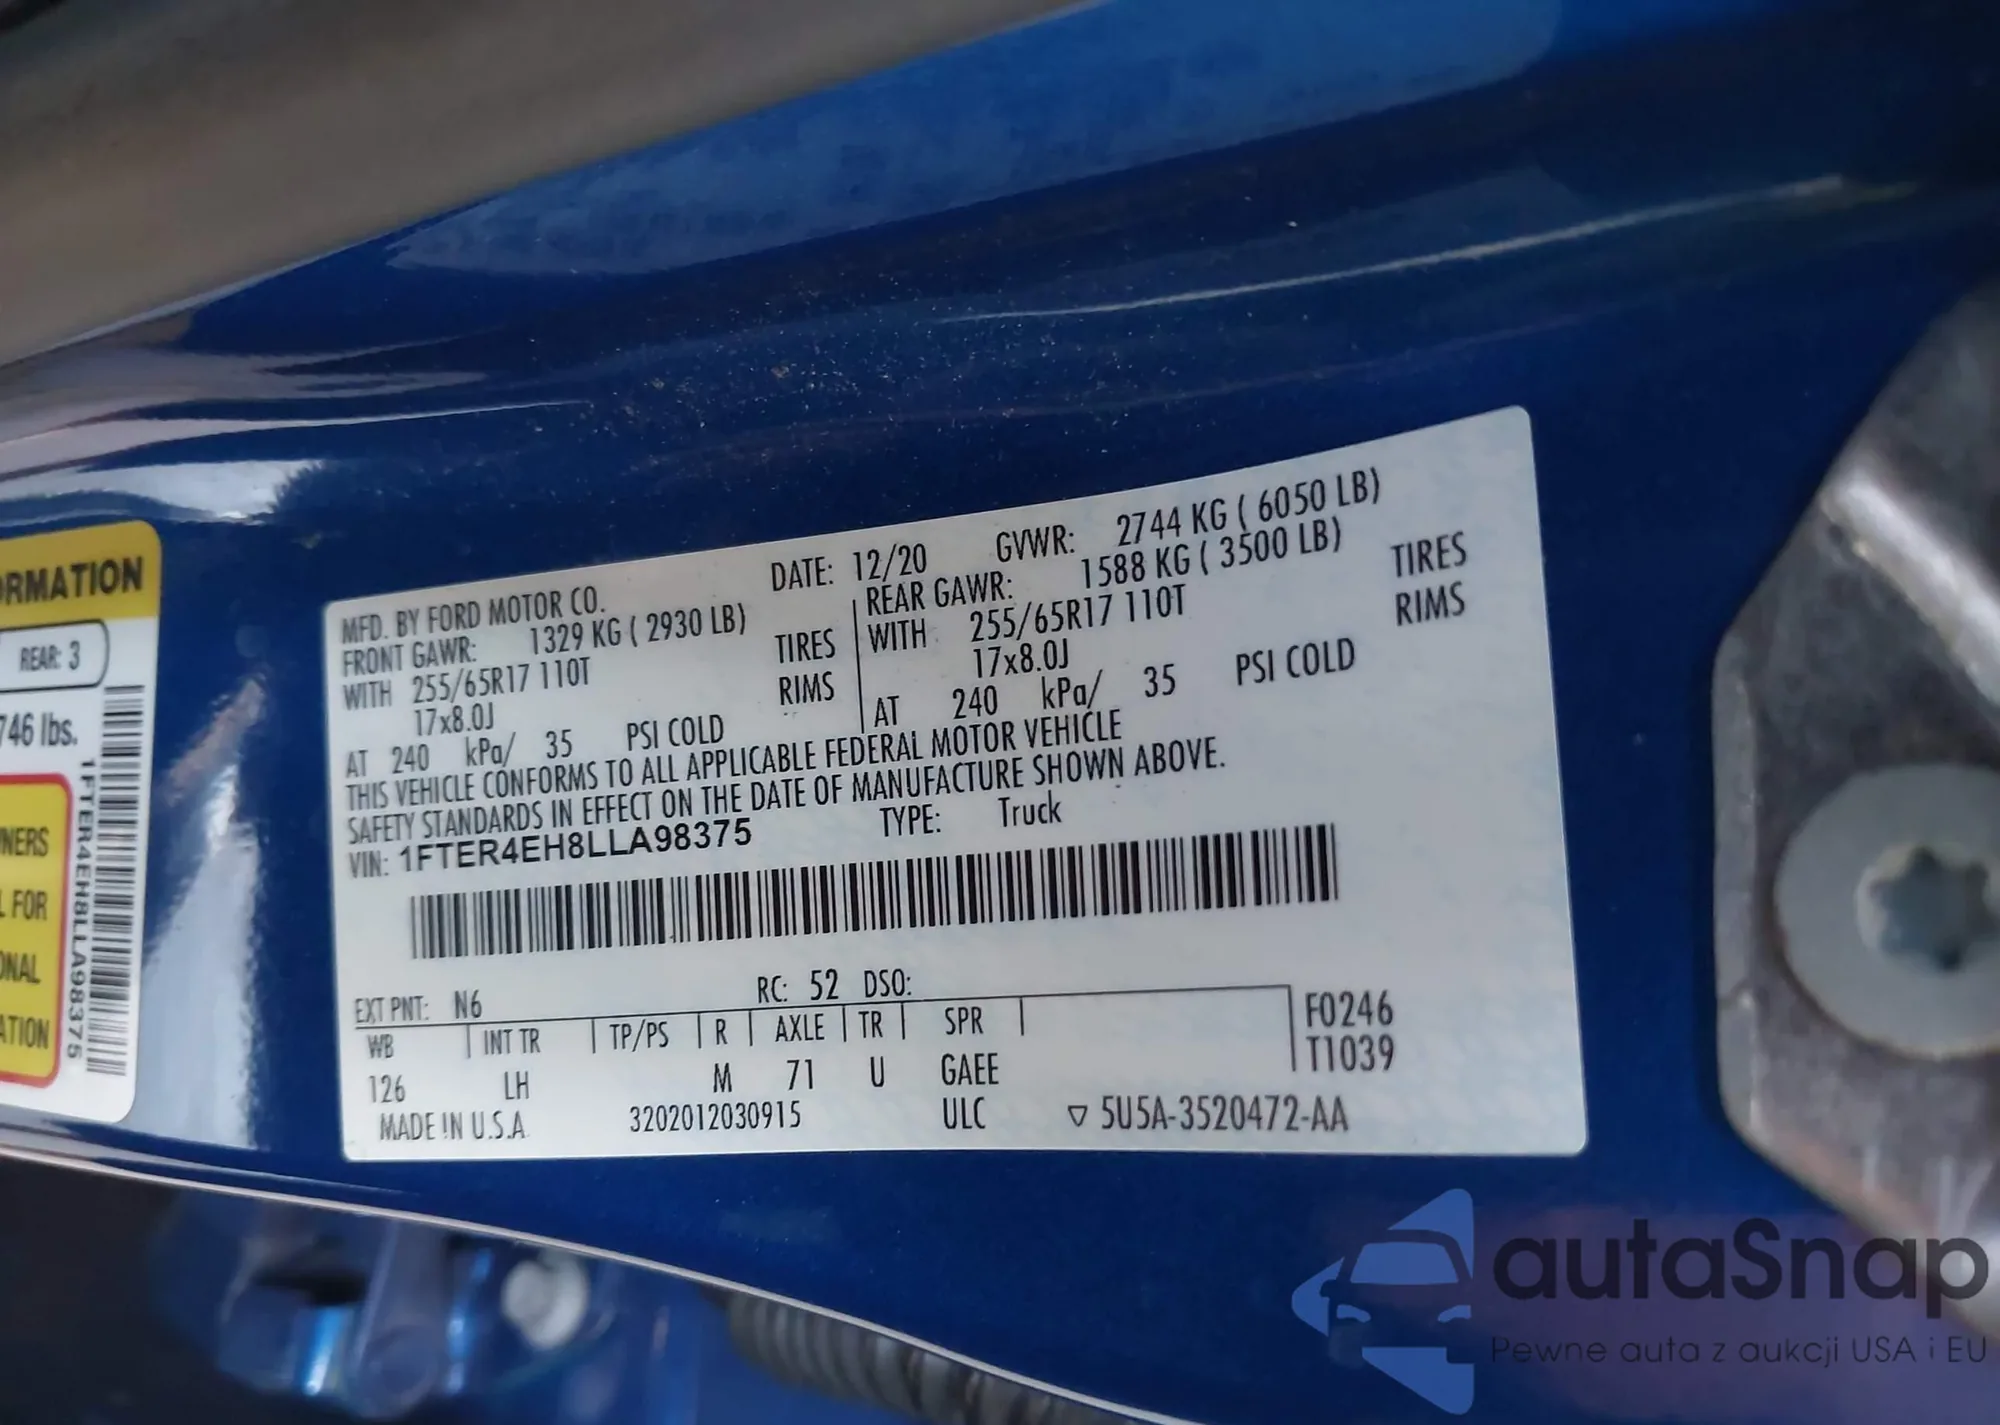 ORMATION
REAR: 3
746 lbs.
1FTER4EH8LLA98375
NERS
L FOR
ONAL
ATION
MFD. BY FORD MOTOR CO. DATE: 12/20 GVWR: 2744 KG ( 6050 LB)
FRONT GAWR: 1329 KG ( 2930 LB) REAR GAWR: 1588 KG ( 3500 LB)
WITH 255/65R17 110T TIRES WITH 255/65R17 110T TIRES
17x8.0J RIMS 17x8.0J RIMS
AT 240 kPa/ 35 PSI COLD AT 240 kPa/ 35 PSI COLD
THIS VEHICLE CONFORMS TO ALL APPLICABLE FEDERAL MOTOR VEHICLE
SAFETY STANDARDS IN EFFECT ON THE DATE OF MANUFACTURE SHOWN ABOVE.
VIN: 1FTER4EH8LLA98375 TYPE: Truck
EXT PNT: N6 RC: 52 DSO:
WB INT TR TP/PS R AXLE TR SPR F0246
126 LH M 71 U GAEE T1039
MADE IN U.S.A. 3202012030915 ULC ▽ 5U5A-3520472-AA
autaSnap
Pewne auta z aukcji USA i EU